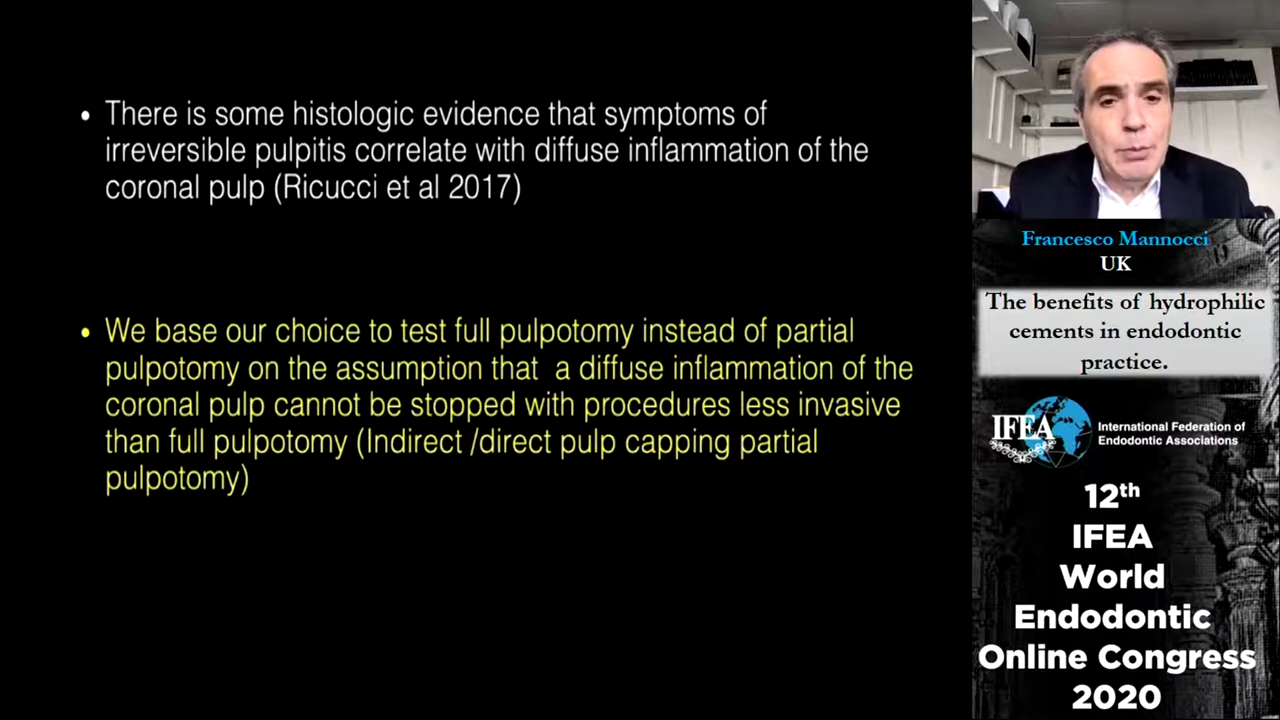 • There is some histologic evidence that symptoms of
irreversible pulpitis correlate with diffuse inflammation of the
coronal pulp (Ricucci et al 2017)
• We base our choice to test full pulpotomy instead of partial
pulpotomy on the assumption that a diffuse inflammation of the
coronal pulp cannot be stopped with procedures less invasive
than full pulpotomy (Indirect /direct pulp capping partial
pulpotomy)
Francesco Mannocci
UK
The benefits of hydrophilic
cements in endodontic
practice.
IFEA
International Federation of
Endodontic Associations
12th
IFEA
World
Endodontic
Online Congress
2020